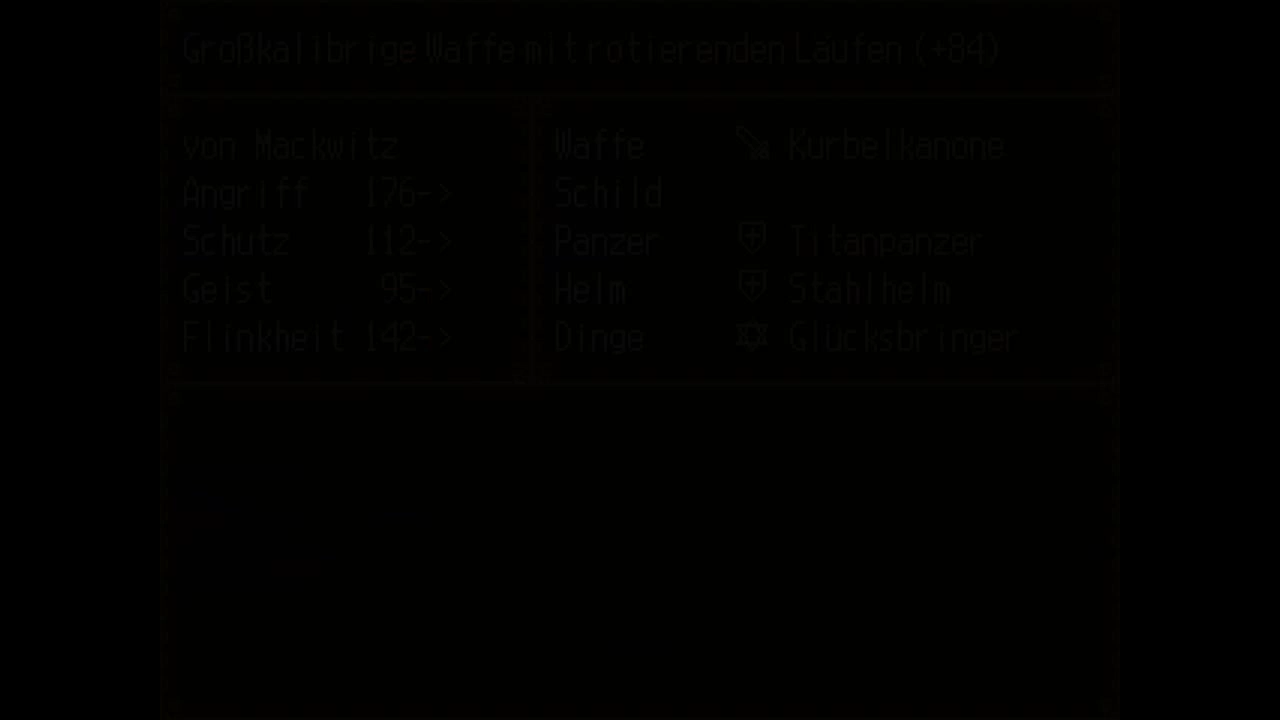 Großkalibrige Waffe mit rotierenden Läufen (+84)
von Mackwitz
Angriff 176->
Schutz 112->
Geist 95->
Flinkheit 142->
Waffe Kurbelkanone
Schild
Panzer Titanpanzer
Helm Stahlhelm
Dinge Glücksbringer